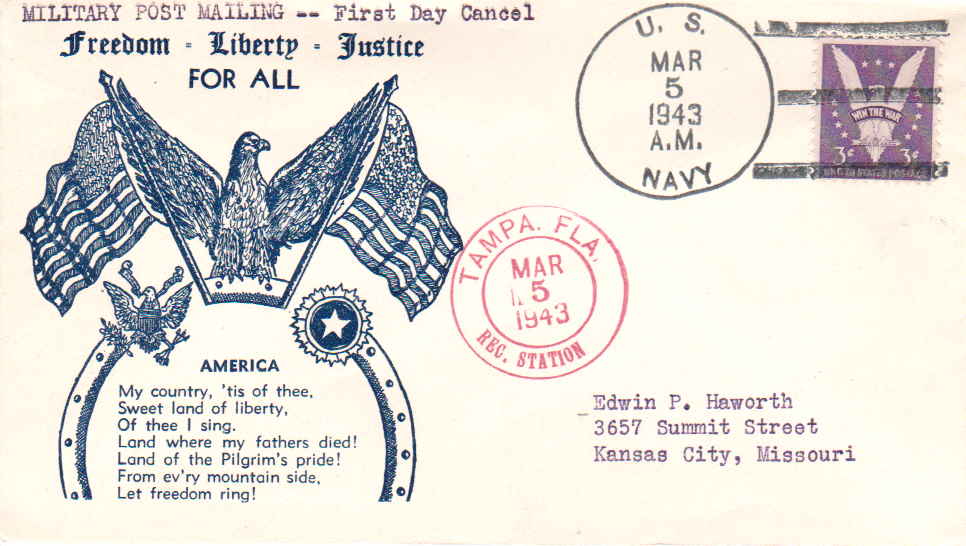 MILITARY POST MAILING -- First Day Cancel
Freedom - Liberty - Justice
FOR ALL
U. S.
MAR
5
1943
A.M.
NAVY
WIN THE WAR
3¢ 3¢
UNITED STATES POSTAGE
TAMPA. FLA.
MAR
5
1943
REC. STATION
AMERICA
My country, 'tis of thee,
Sweet land of liberty,
Of thee I sing.
Land where my fathers died!
Land of the Pilgrim's pride!
From ev'ry mountain side,
Let freedom ring!
Edwin P. Haworth
3657 Summit Street
Kansas City, Missouri